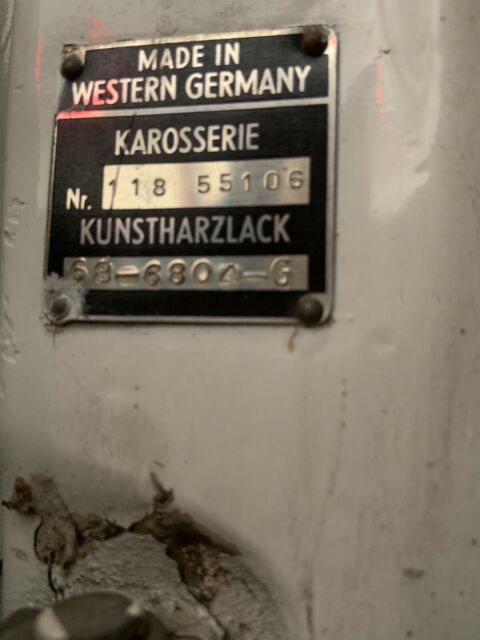 MADE IN
WESTERN GERMANY
KAROSSERIE
Nr. 118 55106
KUNSTHARZLACK
68-6804-G